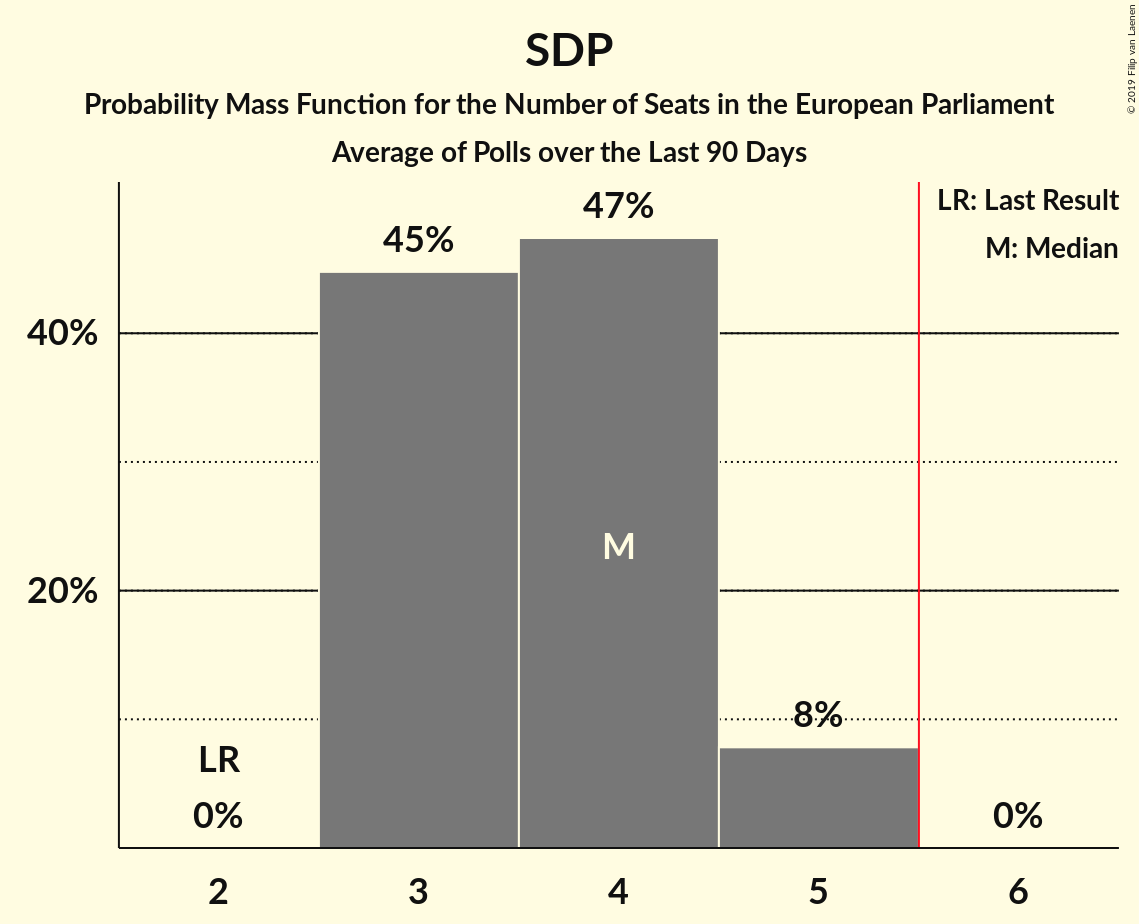 SDP
Probability Mass Function for the Number of Seats in the European Parliament
Average of Polls over the Last 90 Days
© 2019 Filip van Laenen
LR: Last Result
M: Median
47%
45%
40%
M
20%
8%
LR
0%
0%
2 3 4 5 6